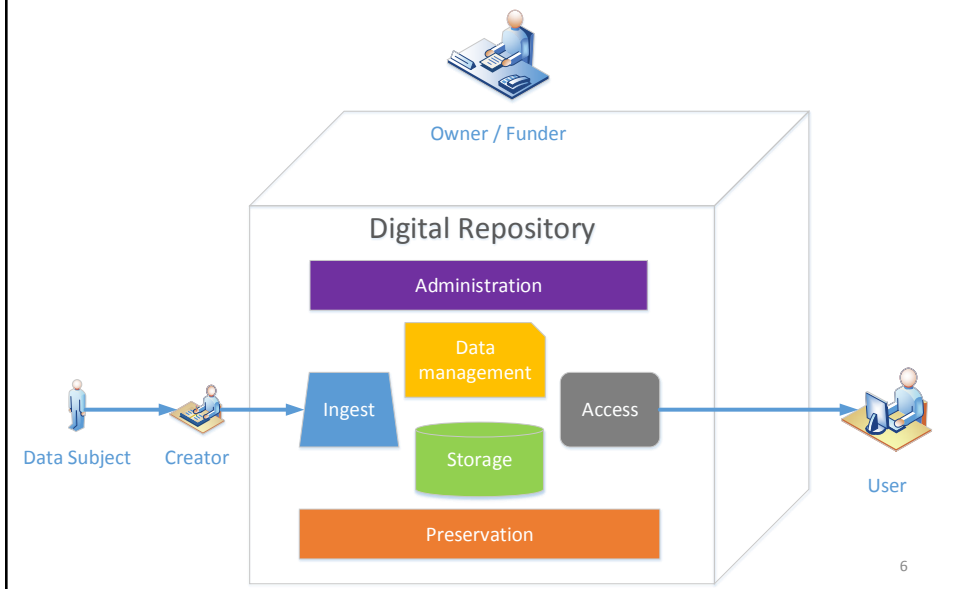 Owner / Funder
Digital Repository
Administration
Data
management
Ingest
Access
Storage
Data Subject
Creator
User
Preservation
6